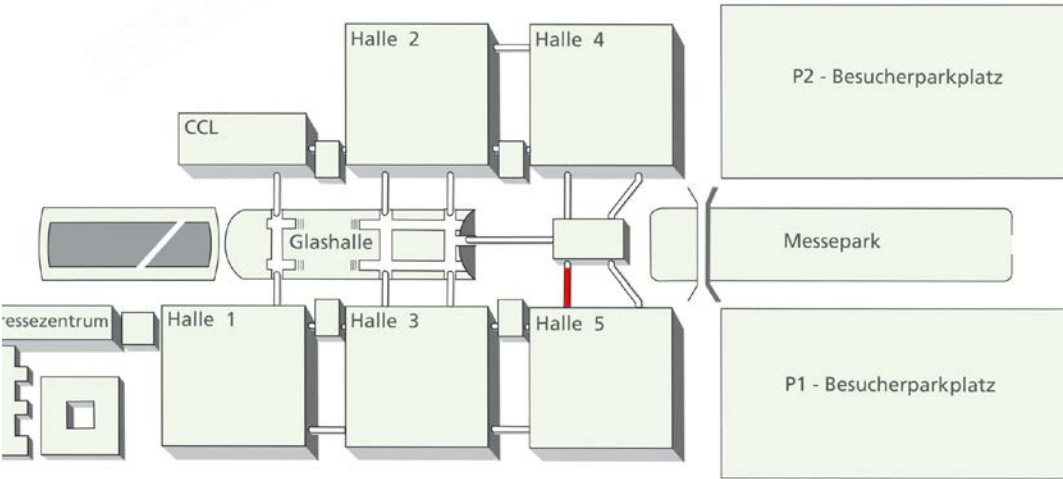 Halle 2
Halle 4
P2 - Besucherparkplatz
CCL
Glashalle
Messepark
ressezentrum
Halle 1
Halle 3
Halle 5
P1 - Besucherparkplatz